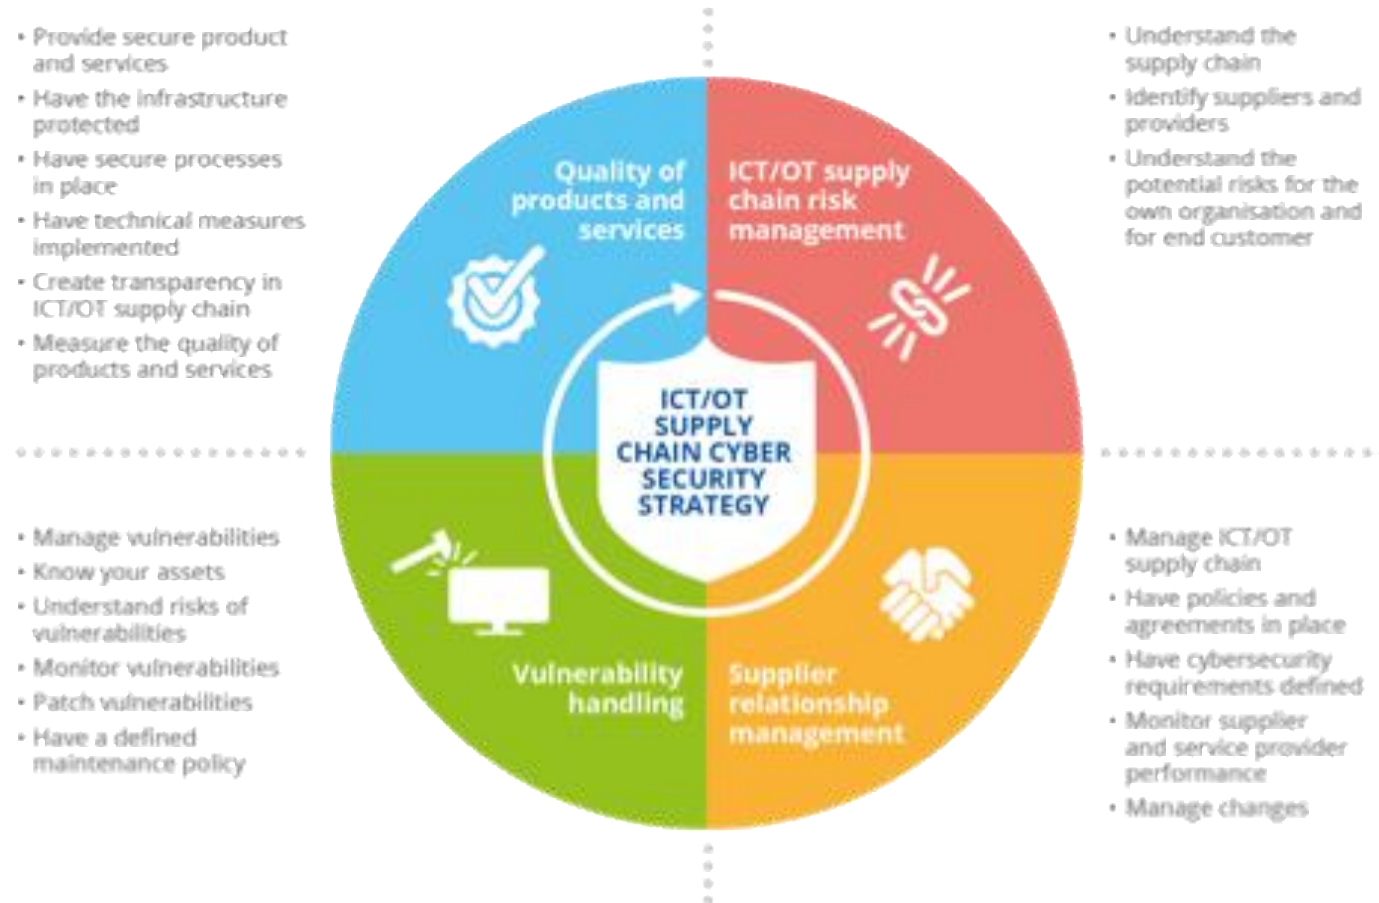 • Provide secure product
and services
• Have the infrastructure
protected
• Have secure processes
in place
• Have technical measures
implemented
• Create transparency in
ICT/OT supply chain
• Measure the quality of
products and services
Quality of
products and
services
ICT/OT supply
chain risk
management
• Understand the
supply chain
• Identify suppliers and
providers
• Understand the
potential risks for the
own organisation and
for end customer
ICT/OT
SUPPLY
CHAIN CYBER
SECURITY
STRATEGY
• Manage vulnerabilities
• Know your assets
• Understand risks of
vulnerabilities
• Monitor vulnerabilities
• Patch vulnerabilities
• Have a defined
maintenance policy
Vulnerability
handling
Supplier
relationship
management
• Manage ICT/OT
supply chain
• Have policies and
agreements in place
• Have cybersecurity
requirements defined
• Monitor supplier
and service provider
performance
• Manage changes